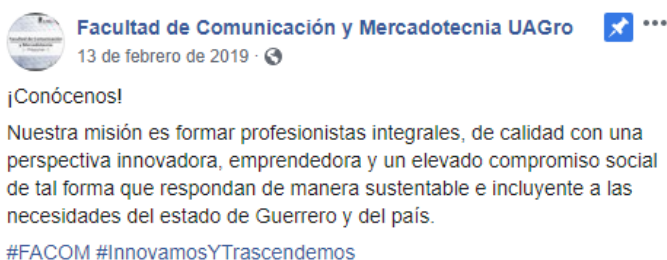 Facultad de Comunicación y Mercadotecnia UAGro
13 de febrero de 2019 ·
¡Conócenos!
Nuestra misión es formar profesionistas integrales, de calidad con una
perspectiva innovadora, emprendedora y un elevado compromiso social
de tal forma que respondan de manera sustentable e incluyente a las
necesidades del estado de Guerrero y del país.
#FACOM #InnovamosYTrascendemos